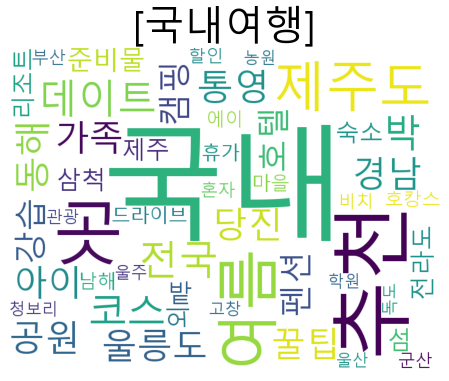 [국내여행]
부산
준비물
할인
농원
리조트
데이트
캠핑
통영
제주도
동해
가족
제주
국내
에이
휴가
호텔
숙소
박
삼척
혼자
마을
경남
강습
관광
곳
드라이브
당진
비치
호캉스
추천
전국
여름
펜션
전라도
아이
남해
울주
밭
어
코스
청보리
고창
학원
독도
공원
울릉도
꿀팁
섬
울산
군산